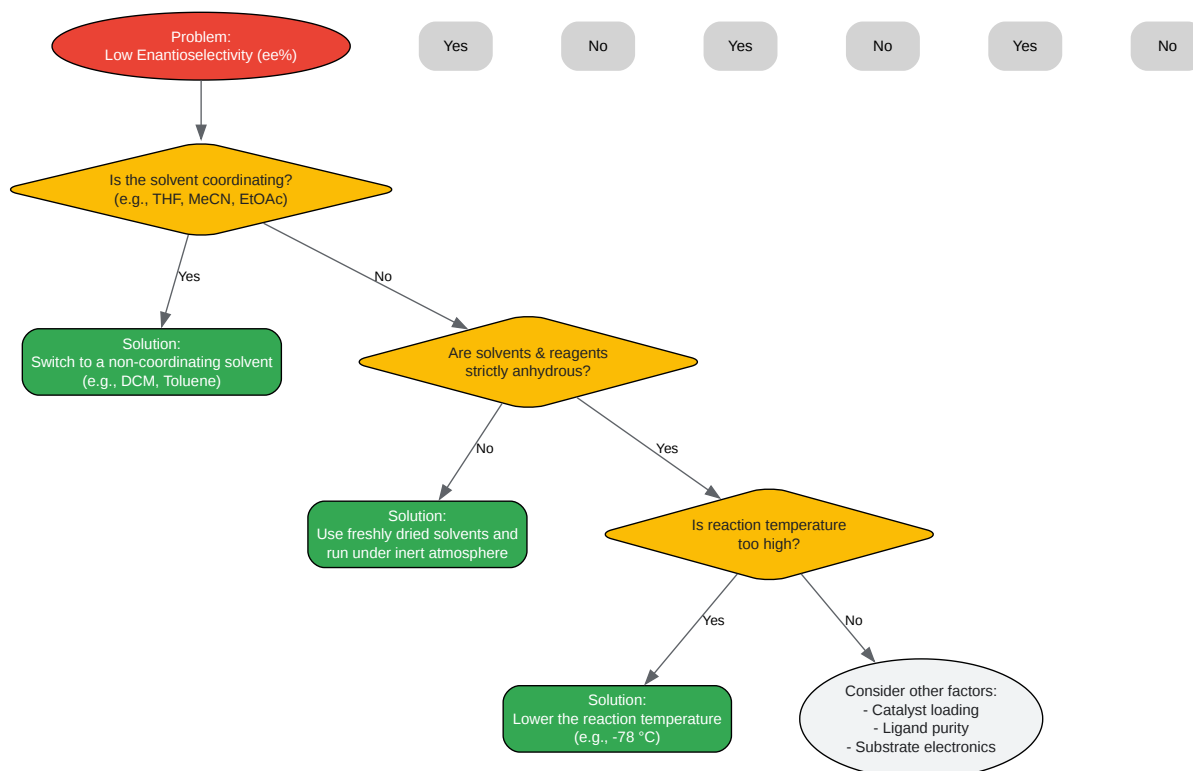 Problem:
Low Enantioselectivity (ee%)
Yes
No
Yes
No
Yes
No
Is the solvent coordinating?
(e.g., THF, MeCN, EtOAc)
Yes
No
Solution:
Switch to a non-coordinating solvent
(e.g., DCM, Toluene)
Are solvents & reagents
strictly anhydrous?
No
Yes
Solution:
Use freshly dried solvents and
run under inert atmosphere
Is reaction temperature
too high?
Yes
No
Solution:
Lower the reaction temperature
(e.g., -78 °C)
Consider other factors:
- Catalyst loading
- Ligand purity
- Substrate electronics